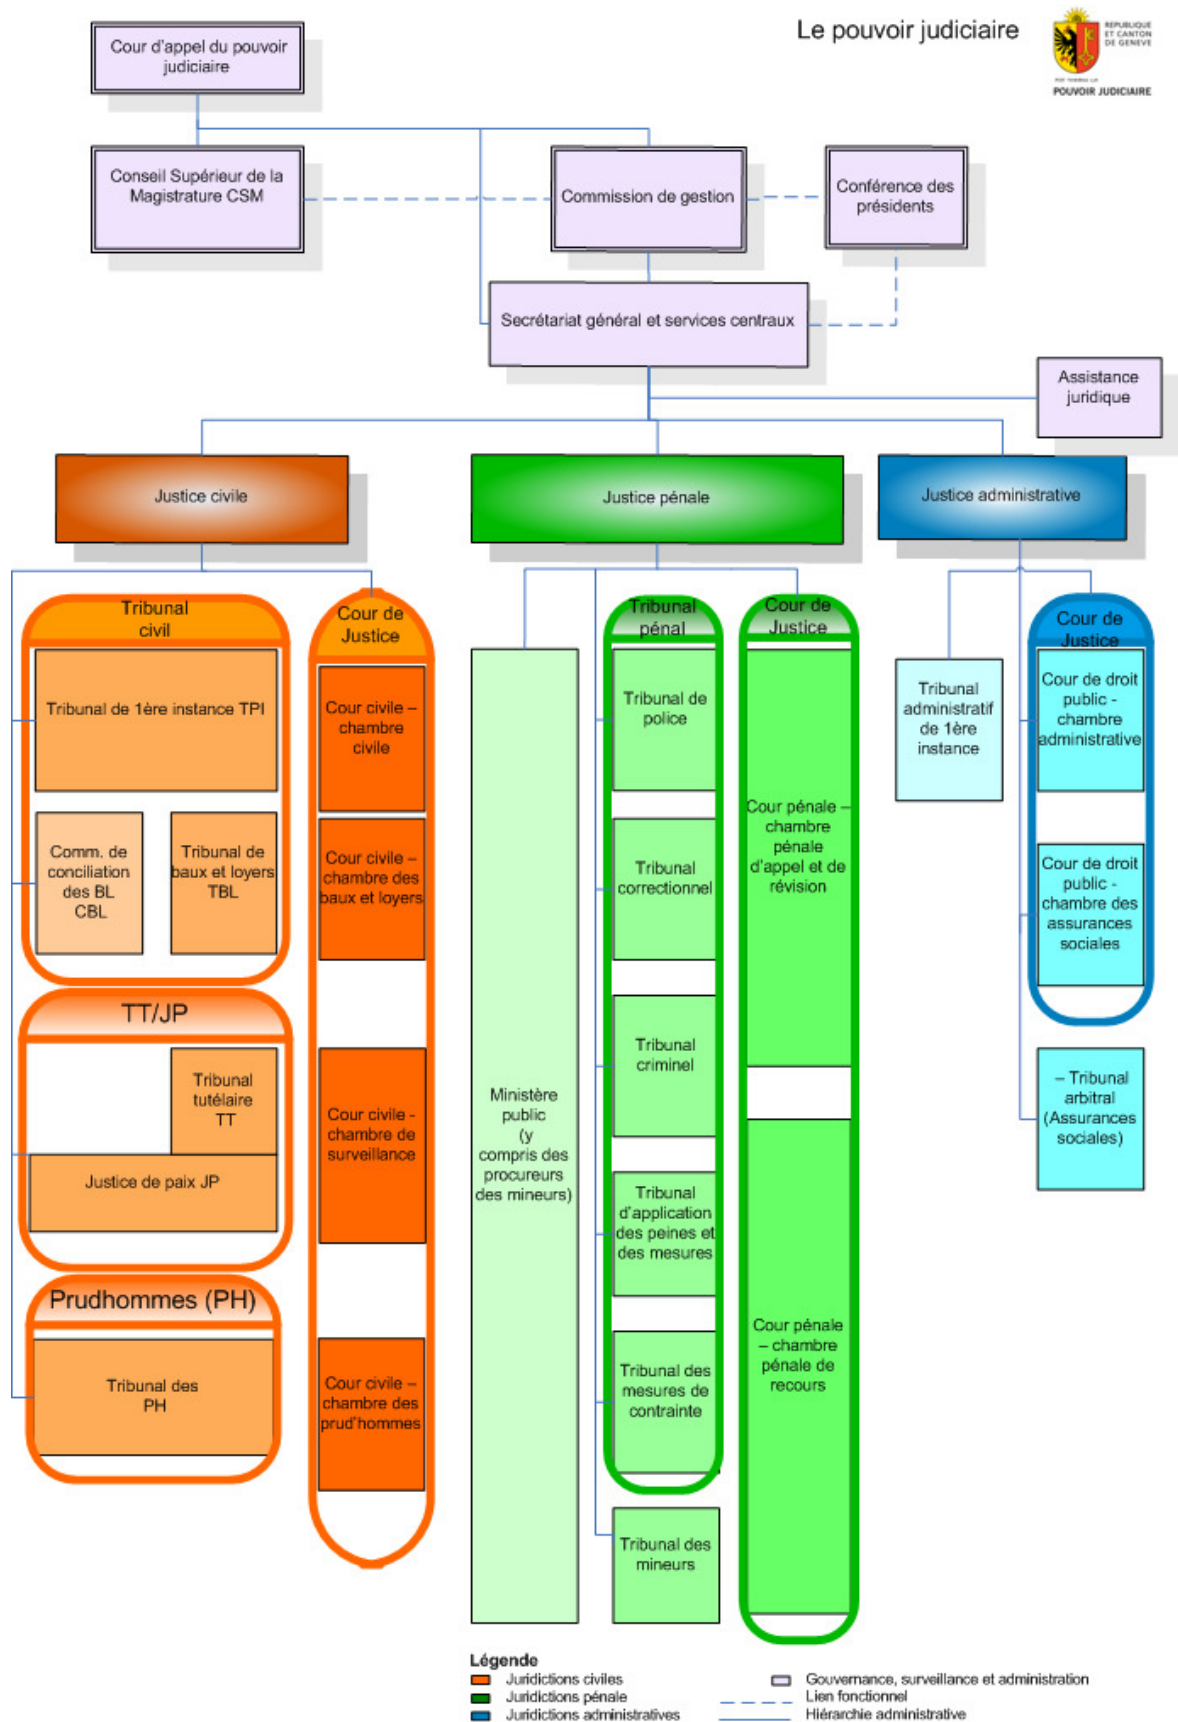 Le pouvoir judiciaire
REPUBLIQUE
ET CANTON
DE GENEVE
POUVOIR JUDICIAIRE
Cour d'appel du pouvoir
judiciaire
Conseil Supérieur de la
Magistrature CSM
Commission de gestion
Conférence des
présidents
Secrétariat général et services centraux
Assistance
juridique
Justice civile
Justice pénale
Justice administrative
Tribunal
civil
Tribunal de 1ère instance TPI
Comm. de
conciliation
des BL
CBL
Tribunal de
baux et loyers
TBL
TT/JP
Tribunal
tutélaire
TT
Justice de paix JP
Prudhommes (PH)
Tribunal des
PH
Cour de
Justice
Cour civile –
chambre
civile
Cour civile –
chambre des
baux et loyers
Cour civile -
chambre de
surveillance
Cour civile –
chambre des
prud'hommes
Ministère
public
(y
compris des
procureurs
des mineurs)
Tribunal
pénal
Tribunal de
police
Tribunal
correctionnel
Tribunal
criminel
Tribunal
d'application
des peines et
des mesures
Tribunal des
mesures de
contrainte
Tribunal des
mineurs
Cour de
Justice
Cour pénale –
chambre
pénale
d'appel et de
révision
Cour pénale
– chambre
pénale de
recours
Tribunal
administratif
de 1ère
instance
Cour de
Justice
Cour de droit
public -
chambre
administrative
Cour de droit
public -
chambre des
assurances
sociales
– Tribunal
arbitral
(Assurances
sociales)
Légende
Juridictions civiles
Juridictions pénale
Juridictions administratives
Gouvernance, surveillance et administration
Lien fonctionnel
Hiérarchie administrative